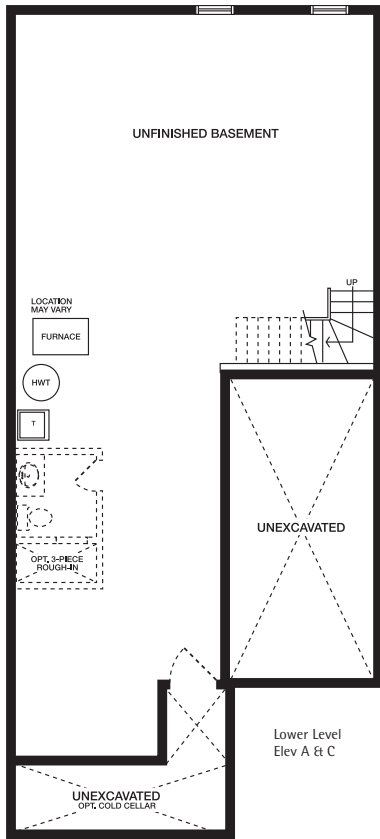 UNFINISHED BASEMENT
UP
LOCATION
MAY VARY
FURNACE
HWT
T
UNEXCAVATED
OPT. 3-PIECE
ROUGH-IN
Lower Level
Elev A & C
UNEXCAVATED
OPT. COLD CELLAR